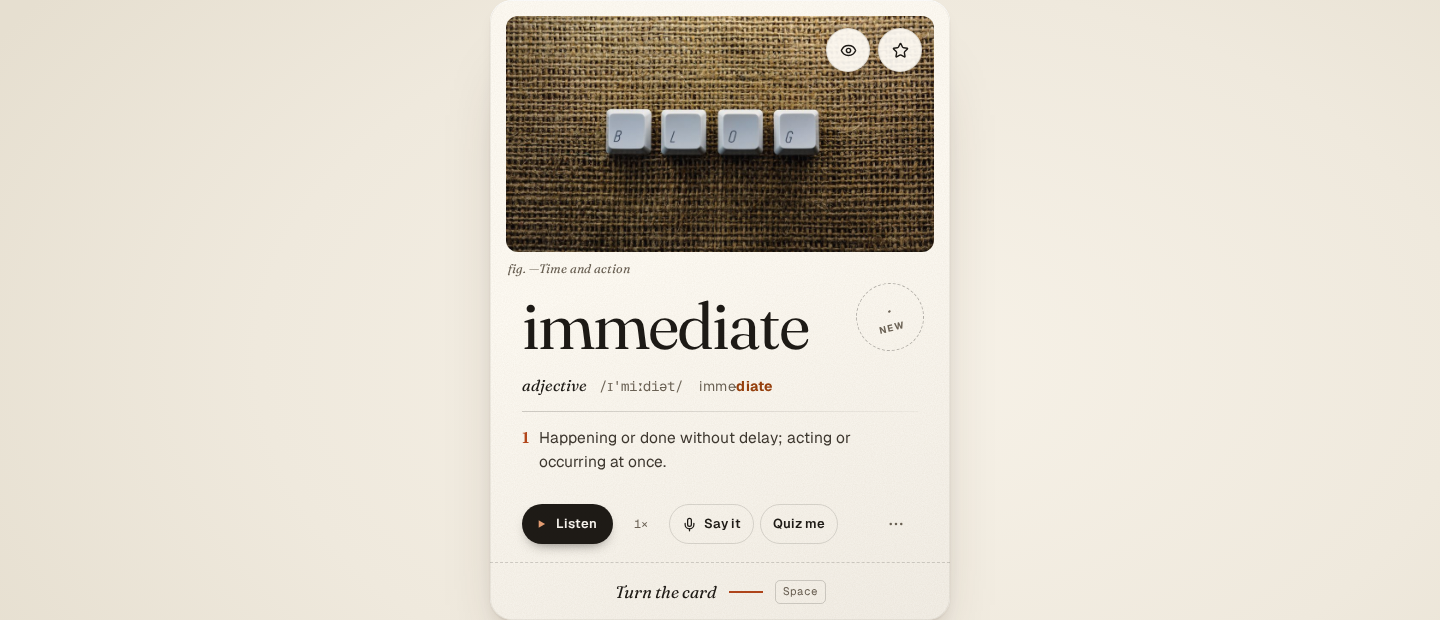 B L O G
fig. —Time and action
immediate
NEW
adjective /ɪˈmiːdiət/ immediate
1 Happening or done without delay; acting or
occurring at once.
Listen 1× Say it Quiz me
Turn the card Space